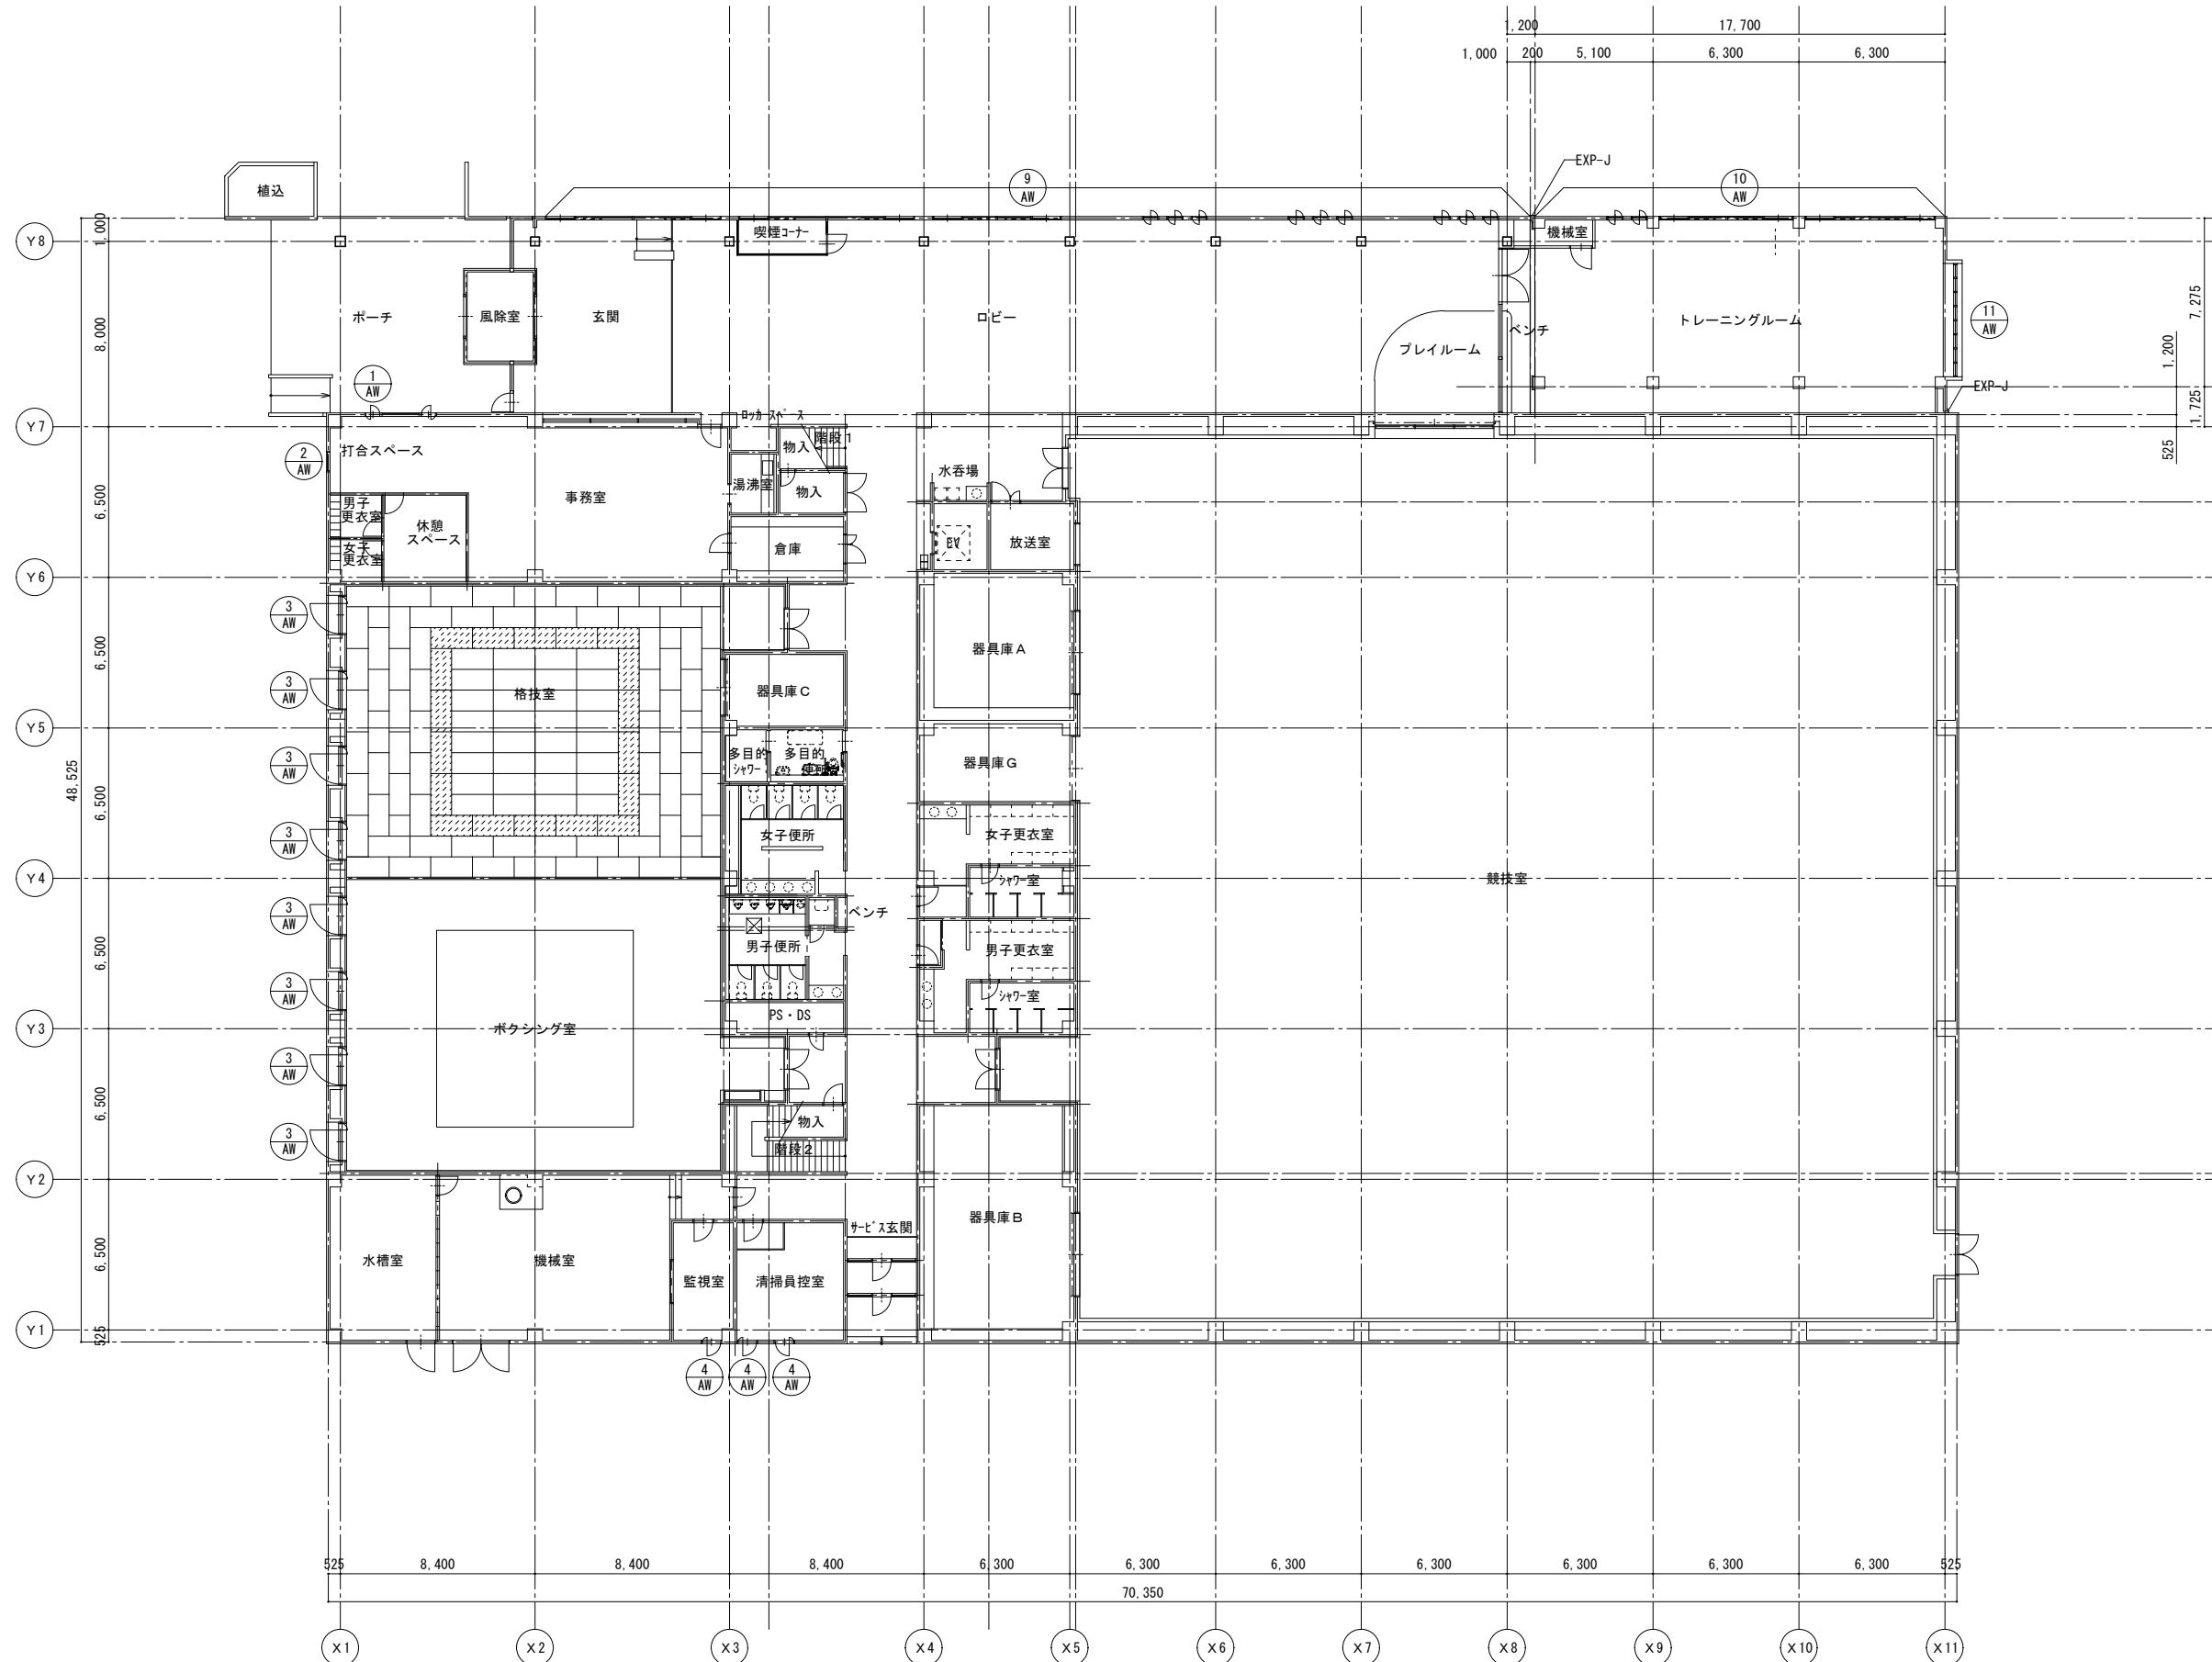 1,200
17,700
1,000
200
5,100
6,300
6,300
EXP-J
9
AW
10
AW
植込
1,000
Y8
喫煙コーナー
機械室
8,000
ポーチ
風除室
玄関
ロビー
プレイルーム
ベンチ
トレーニングルーム
11
AW
7,275
1,200
1,725
525
EXP-J
1
AW
Y7
ロッカースペース
2
AW
打合スペース
物入
階段1
湯沸室
物入
水呑場
6,500
男子
更衣室
事務室
休憩
スペース
女子
更衣室
倉庫
EV
放送室
Y6
3
AW
6,500
器具庫A
3
AW
格技室
器具庫C
Y5
48,525
3
AW
多目的
シャワー
多目的
便所
器具庫G
6,500
3
AW
女子便所
女子更衣室
Y4
シャワー室
競技室
3
AW
ベンチ
6,500
男子便所
男子更衣室
3
AW
シャワー室
PS・DS
Y3
ボクシング室
3
AW
6,500
物入
3
AW
階段2
Y2
サービス玄関
器具庫B
6,500
水槽室
機械室
監視室
清掃員控室
Y1
525
4
AW
4
AW
4
AW
525
8,400
8,400
8,400
6,300
6,300
6,300
6,300
6,300
6,300
6,300
525
70,350
X1
X2
X3
X4
X5
X6
X7
X8
X9
X10
X11